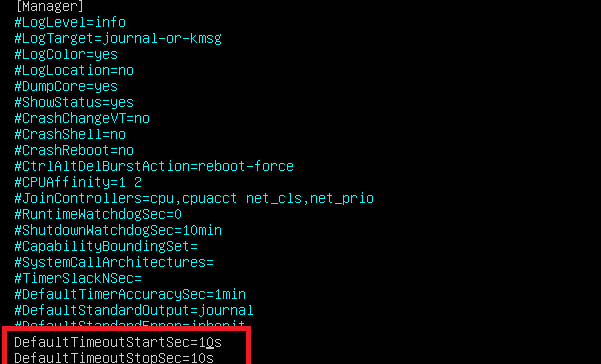 [Manager]
#LogLevel=info
#LogTarget=journal-or-kmsg
#LogColor=yes
#LogLocation=no
#DumpCore=yes
#ShowStatus=yes
#CrashChangeVT=no
#CrashShell=no
#CrashReboot=no
#CtrlAltDelBurstAction=reboot-force
#CPUAffinity=1 2
#JoinControllers=cpu,cpuacct net_cls,net_prio
#RuntimeWatchdogSec=0
#ShutdownWatchdogSec=10min
#CapabilityBoundingSet=
#SystemCallArchitectures=
#TimerSlackNSec=
#DefaultTimerAccuracySec=1min
#DefaultStandardOutput=journal
#DefaultStandardError=inherit
DefaultTimeoutStartSec=10s
DefaultTimeoutStopSec=10s